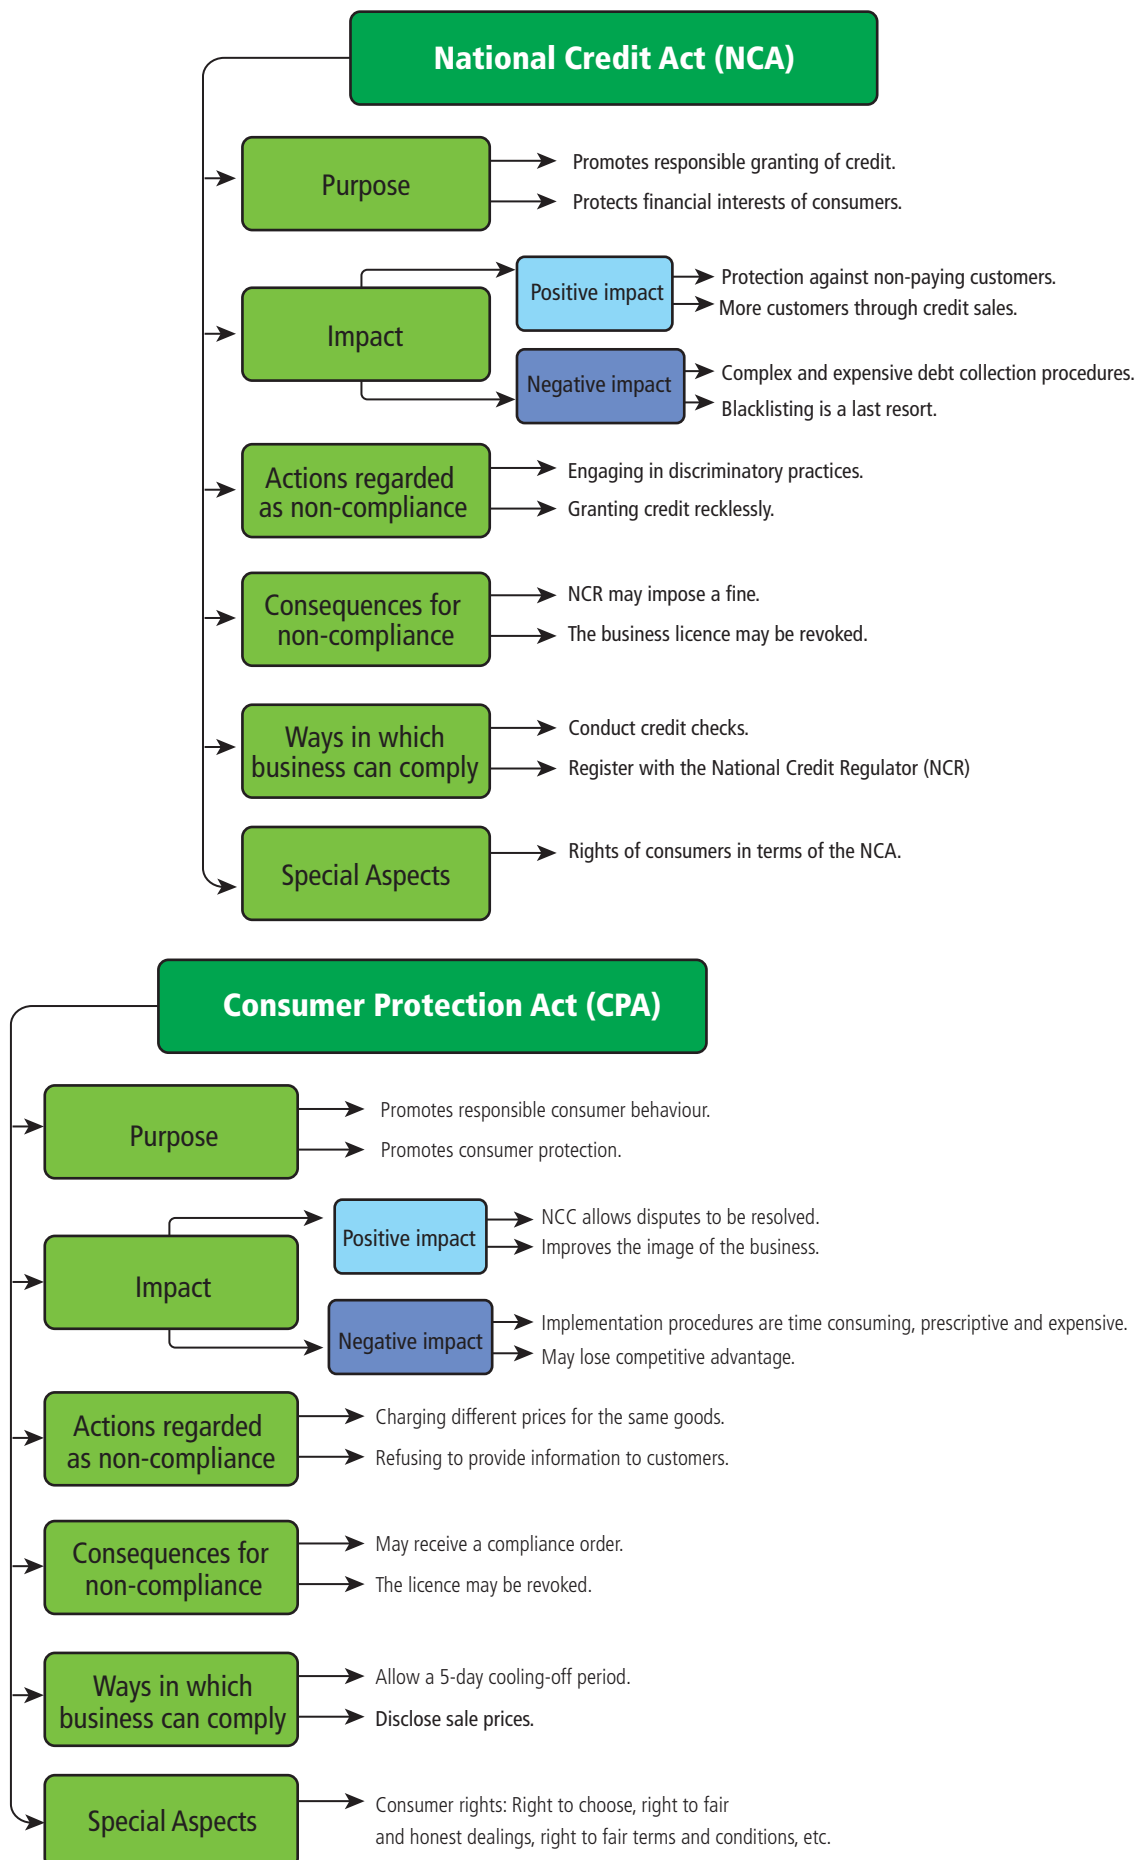 National Credit Act (NCA)
Purpose
Promotes responsible granting of credit.
Protects financial interests of consumers.
Impact
Positive impact
Protection against non-paying customers.
More customers through credit sales.
Negative impact
Complex and expensive debt collection procedures.
Blacklisting is a last resort.
Actions regarded
as non-compliance
Engaging in discriminatory practices.
Granting credit recklessly.
Consequences for
non-compliance
NCR may impose a fine.
The business licence may be revoked.
Ways in which
business can comply
Conduct credit checks.
Register with the National Credit Regulator (NCR)
Special Aspects
Rights of consumers in terms of the NCA.
Consumer Protection Act (CPA)
Purpose
Promotes responsible consumer behaviour.
Promotes consumer protection.
Impact
Positive impact
NCC allows disputes to be resolved.
Improves the image of the business.
Negative impact
Implementation procedures are time consuming, prescriptive and expensive.
May lose competitive advantage.
Actions regarded
as non-compliance
Charging different prices for the same goods.
Refusing to provide information to customers.
Consequences for
non-compliance
May receive a compliance order.
The licence may be revoked.
Ways in which
business can comply
Allow a 5-day cooling-off period.
Disclose sale prices.
Special Aspects
Consumer rights: Right to choose, right to fair
and honest dealings, right to fair terms and conditions, etc.